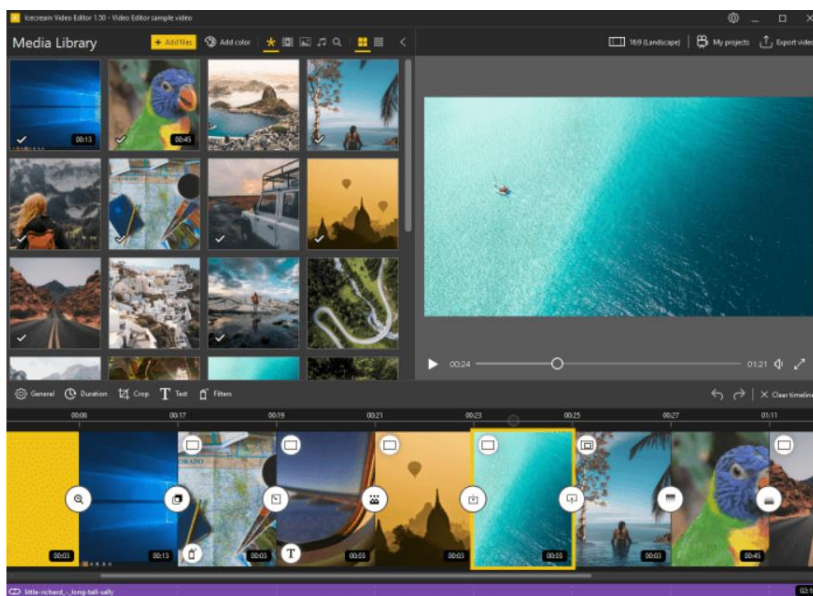 Icecream Video Editor 1.50 - Video Editor sample video
Media Library
Add files
Add color
16:9 (Landscape)
My projects
Export video
00:13
00:45
00:24
01:21
General
Duration
Crop
Text
Filters
Clear timeline
00:06
00:17
00:19
00:21
00:23
00:25
00:27
01:11
00:03
00:13
00:03
00:03
00:03
00:03
00:03
00:45
little-richard_-_long-tall-sally